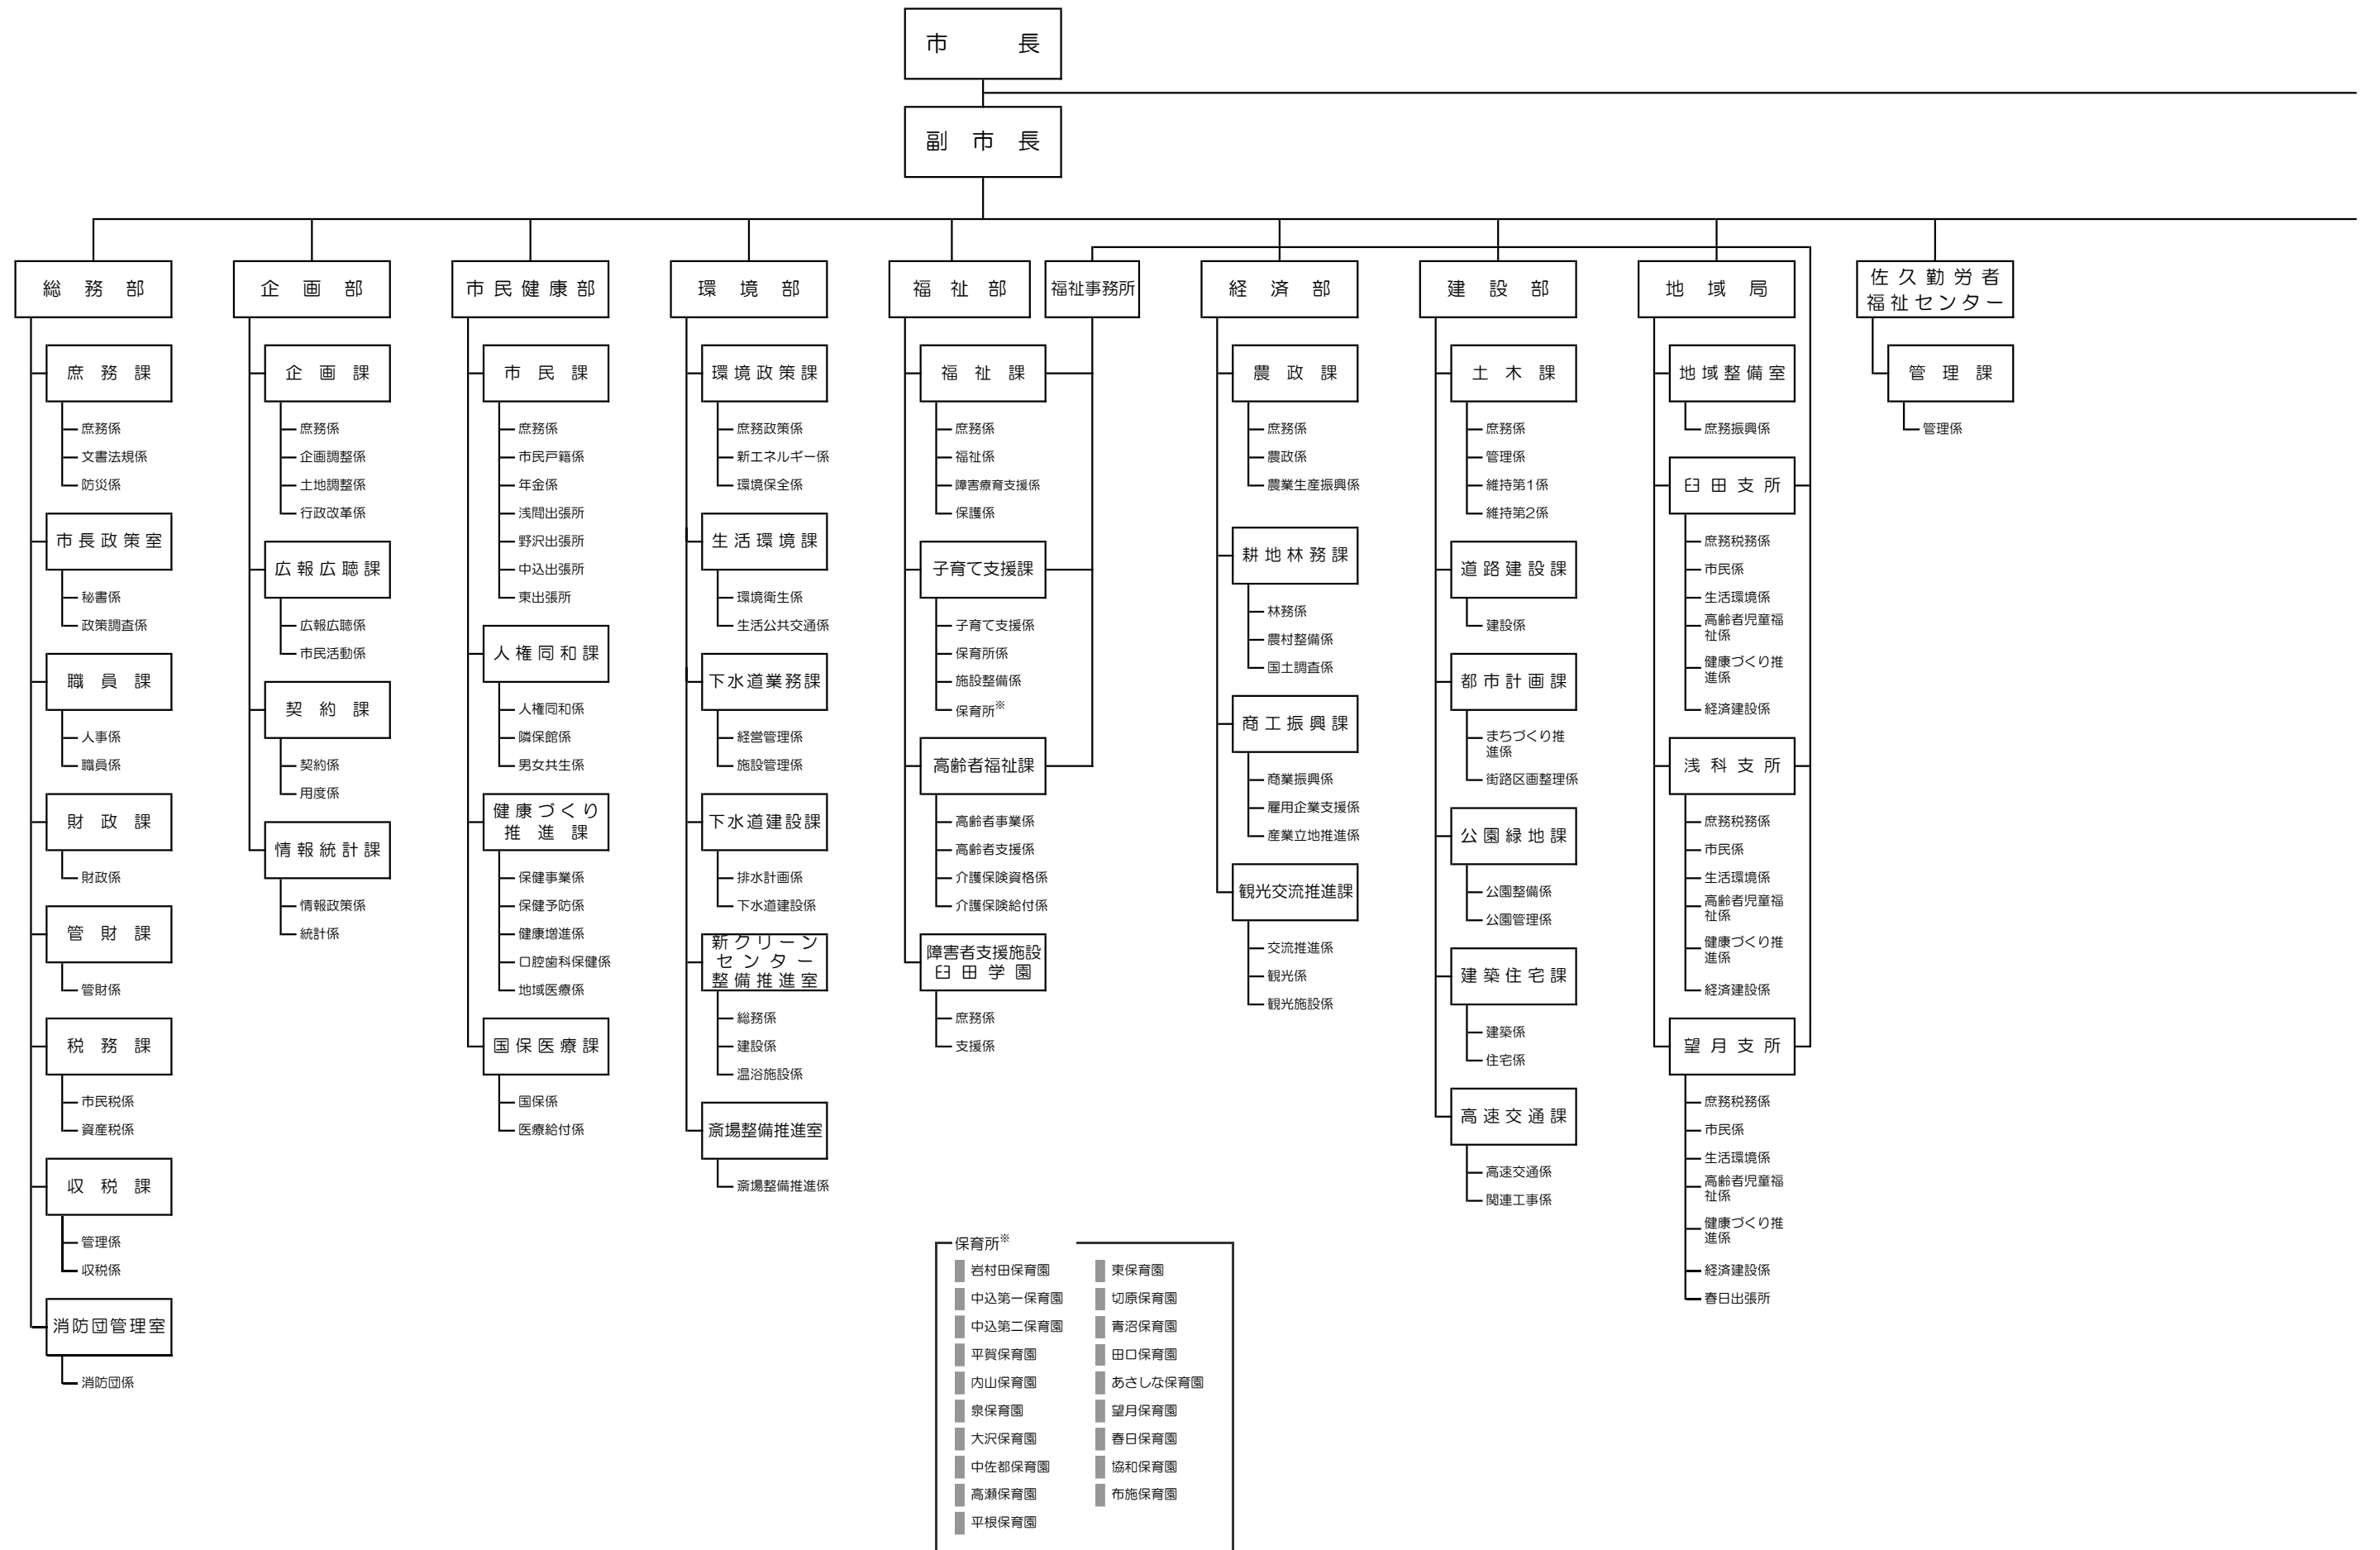 市長
副市長
総務部
庶務課
庶務係
文書法規係
防災係
市長政策室
秘書係
政策調査係
職員課
人事係
職員係
財政課
財政係
管財課
管財係
税務課
市民税係
資産税係
収税課
管理係
収税係
消防団管理室
消防団係
企画部
企画課
庶務係
企画調整係
土地調整係
行政改革係
広報広聴課
広報広聴係
市民活動係
契約課
契約係
用度係
情報統計課
情報政策係
統計係
市民健康部
市民課
庶務係
市民戸籍係
年金係
浅間出張所
野沢出張所
中込出張所
東出張所
人権同和課
人権同和係
隣保館係
男女共生係
健康づくり
推進課
保健事業係
保健予防係
健康増進係
口腔歯科保健係
地域医療係
国保医療課
国保係
医療給付係
環境部
環境政策課
庶務政策係
新エネルギー係
環境保全係
生活環境課
環境衛生係
生活公共交通係
下水道業務課
経営管理係
施設管理係
下水道建設課
排水計画係
下水道建設係
新クリーン
センター
整備推進室
総務係
建設係
温浴施設係
斎場整備推進室
斎場整備推進係
福祉部
福祉事務所
福祉課
庶務係
福祉係
障害療育支援係
保護係
子育て支援課
子育て支援係
保育所係
施設整備係
保育所※
高齢者福祉課
高齢者事業係
高齢者支援係
介護保険資格係
介護保険給付係
障害者支援施設
臼田学園
庶務係
支援係
経済部
農政課
庶務係
農政係
農業生産振興係
耕地林務課
林務係
農村整備係
国土調査係
商工振興課
商業振興係
雇用企業支援係
産業立地推進係
観光交流推進課
交流推進係
観光係
観光施設係
建設部
土木課
庶務係
管理係
維持第1係
維持第2係
道路建設課
建設係
都市計画課
まちづくり推
進係
街路区画整理係
公園緑地課
公園整備係
公園管理係
建築住宅課
建築係
住宅係
高速交通課
高速交通係
関連工事係
地域局
地域整備室
庶務振興係
臼田支所
庶務税務係
市民係
生活環境係
高齢者児童福
祉係
健康づくり推
進係
経済建設係
浅科支所
庶務税務係
市民係
生活環境係
高齢者児童福
祉係
健康づくり推
進係
経済建設係
望月支所
庶務税務係
市民係
生活環境係
高齢者児童福
祉係
健康づくり推
進係
経済建設係
春日出張所
佐久勤労者
福祉センター
管理課
管理係
保育所※
岩村田保育園
中込第一保育園
中込第二保育園
平賀保育園
内山保育園
泉保育園
大沢保育園
中佐都保育園
高瀬保育園
平根保育園
東保育園
切原保育園
青沼保育園
田口保育園
あさしな保育園
望月保育園
春日保育園
協和保育園
布施保育園